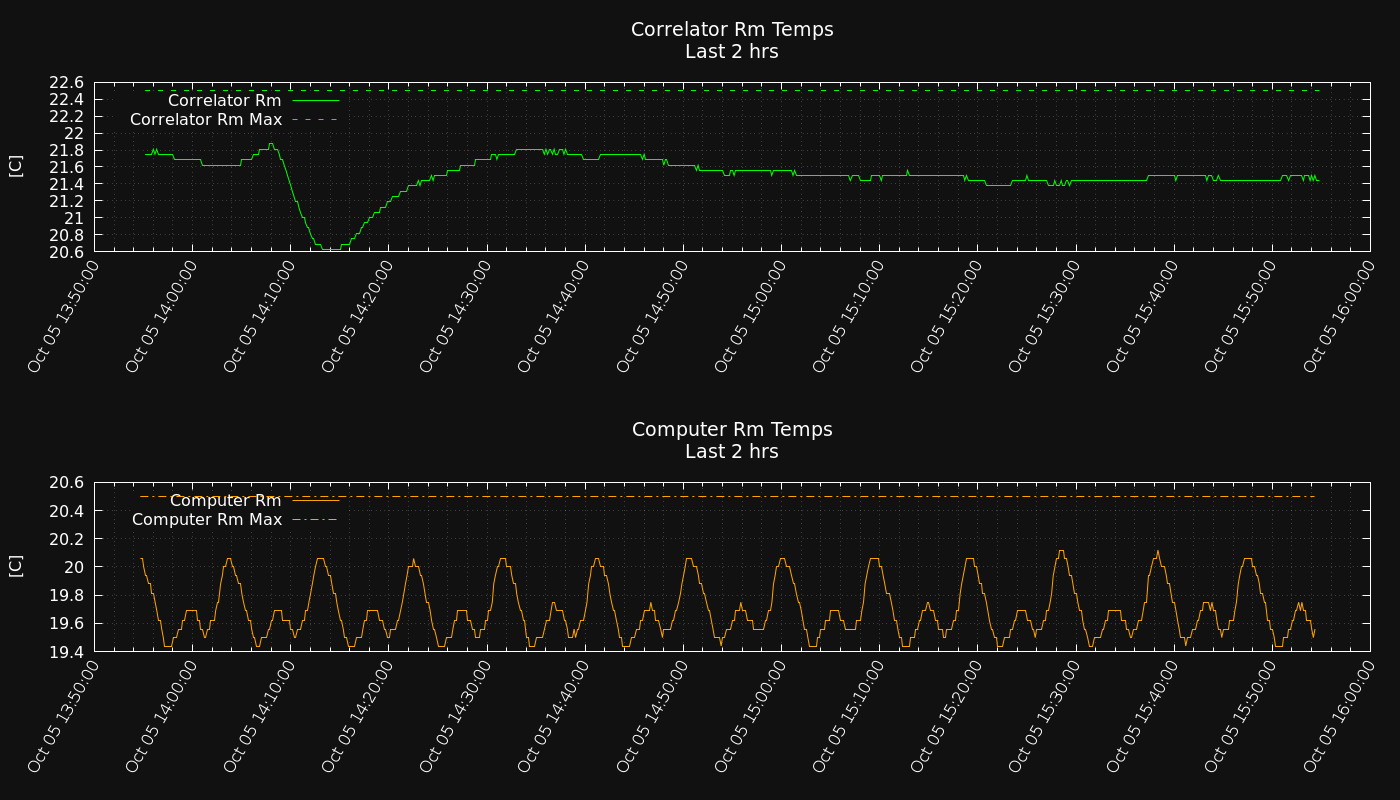 Correlator Rm Temps
Last 2 hrs
22.6
22.4
22.2
22
21.8
21.6
21.4
21.2
21
20.8
20.6
[C]
Correlator Rm
Correlator Rm Max
Oct 05 13:50:00
Oct 05 14:00:00
Oct 05 14:10:00
Oct 05 14:20:00
Oct 05 14:30:00
Oct 05 14:40:00
Oct 05 14:50:00
Oct 05 15:00:00
Oct 05 15:10:00
Oct 05 15:20:00
Oct 05 15:30:00
Oct 05 15:40:00
Oct 05 15:50:00
Oct 05 16:00:00
Computer Rm Temps
Last 2 hrs
20.6
20.4
20.2
20
19.8
19.6
19.4
[C]
Computer Rm
Computer Rm Max
Oct 05 13:50:00
Oct 05 14:00:00
Oct 05 14:10:00
Oct 05 14:20:00
Oct 05 14:30:00
Oct 05 14:40:00
Oct 05 14:50:00
Oct 05 15:00:00
Oct 05 15:10:00
Oct 05 15:20:00
Oct 05 15:30:00
Oct 05 15:40:00
Oct 05 15:50:00
Oct 05 16:00:00